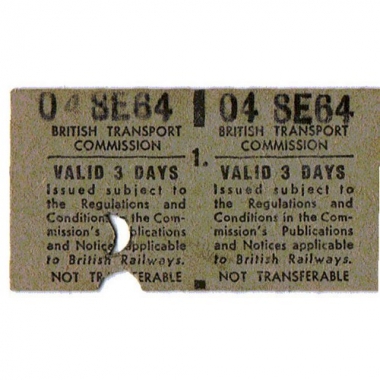 04 SE64
BRITISH TRANSPORT
COMMISSION
VALID 3 DAYS
Issued subject to
the Regulations and
Conditions in the Com-
mission's Publications
and Notices applicable
to British Railways.
NOT TRANSFERABLE
1.
04 SE64
BRITISH TRANSPORT
COMMISSION
VALID 3 DAYS
Issued subject to
the Regulations and
Conditions in the Com-
mission's Publications
and Notices applicable
to British Railways.
NOT TRANSFERABLE